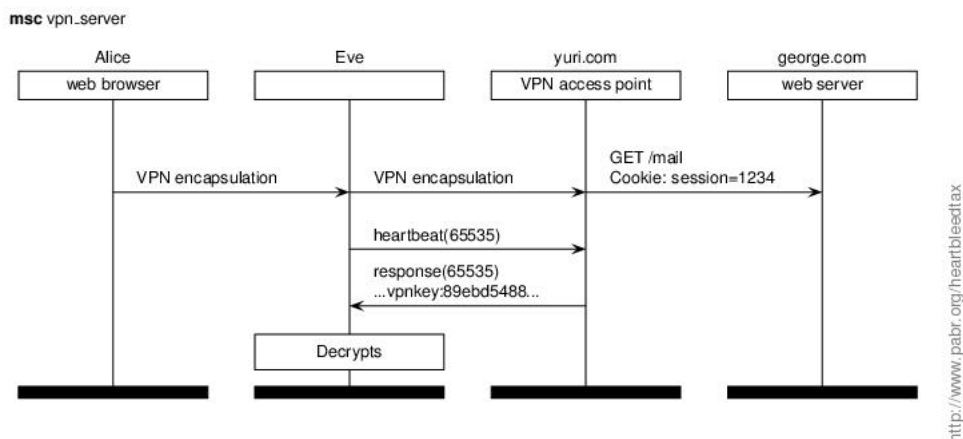 msc vpn_server
Alice
Eve
yuri.com
george.com
web browser
VPN access point
web server
VPN encapsulation
VPN encapsulation
GET /mail
Cookie: session=1234
heartbeat(65535)
response(65535)
...vpnkey:89ebd5488...
Decrypts
http://www.pabr.org/heartbleedtax